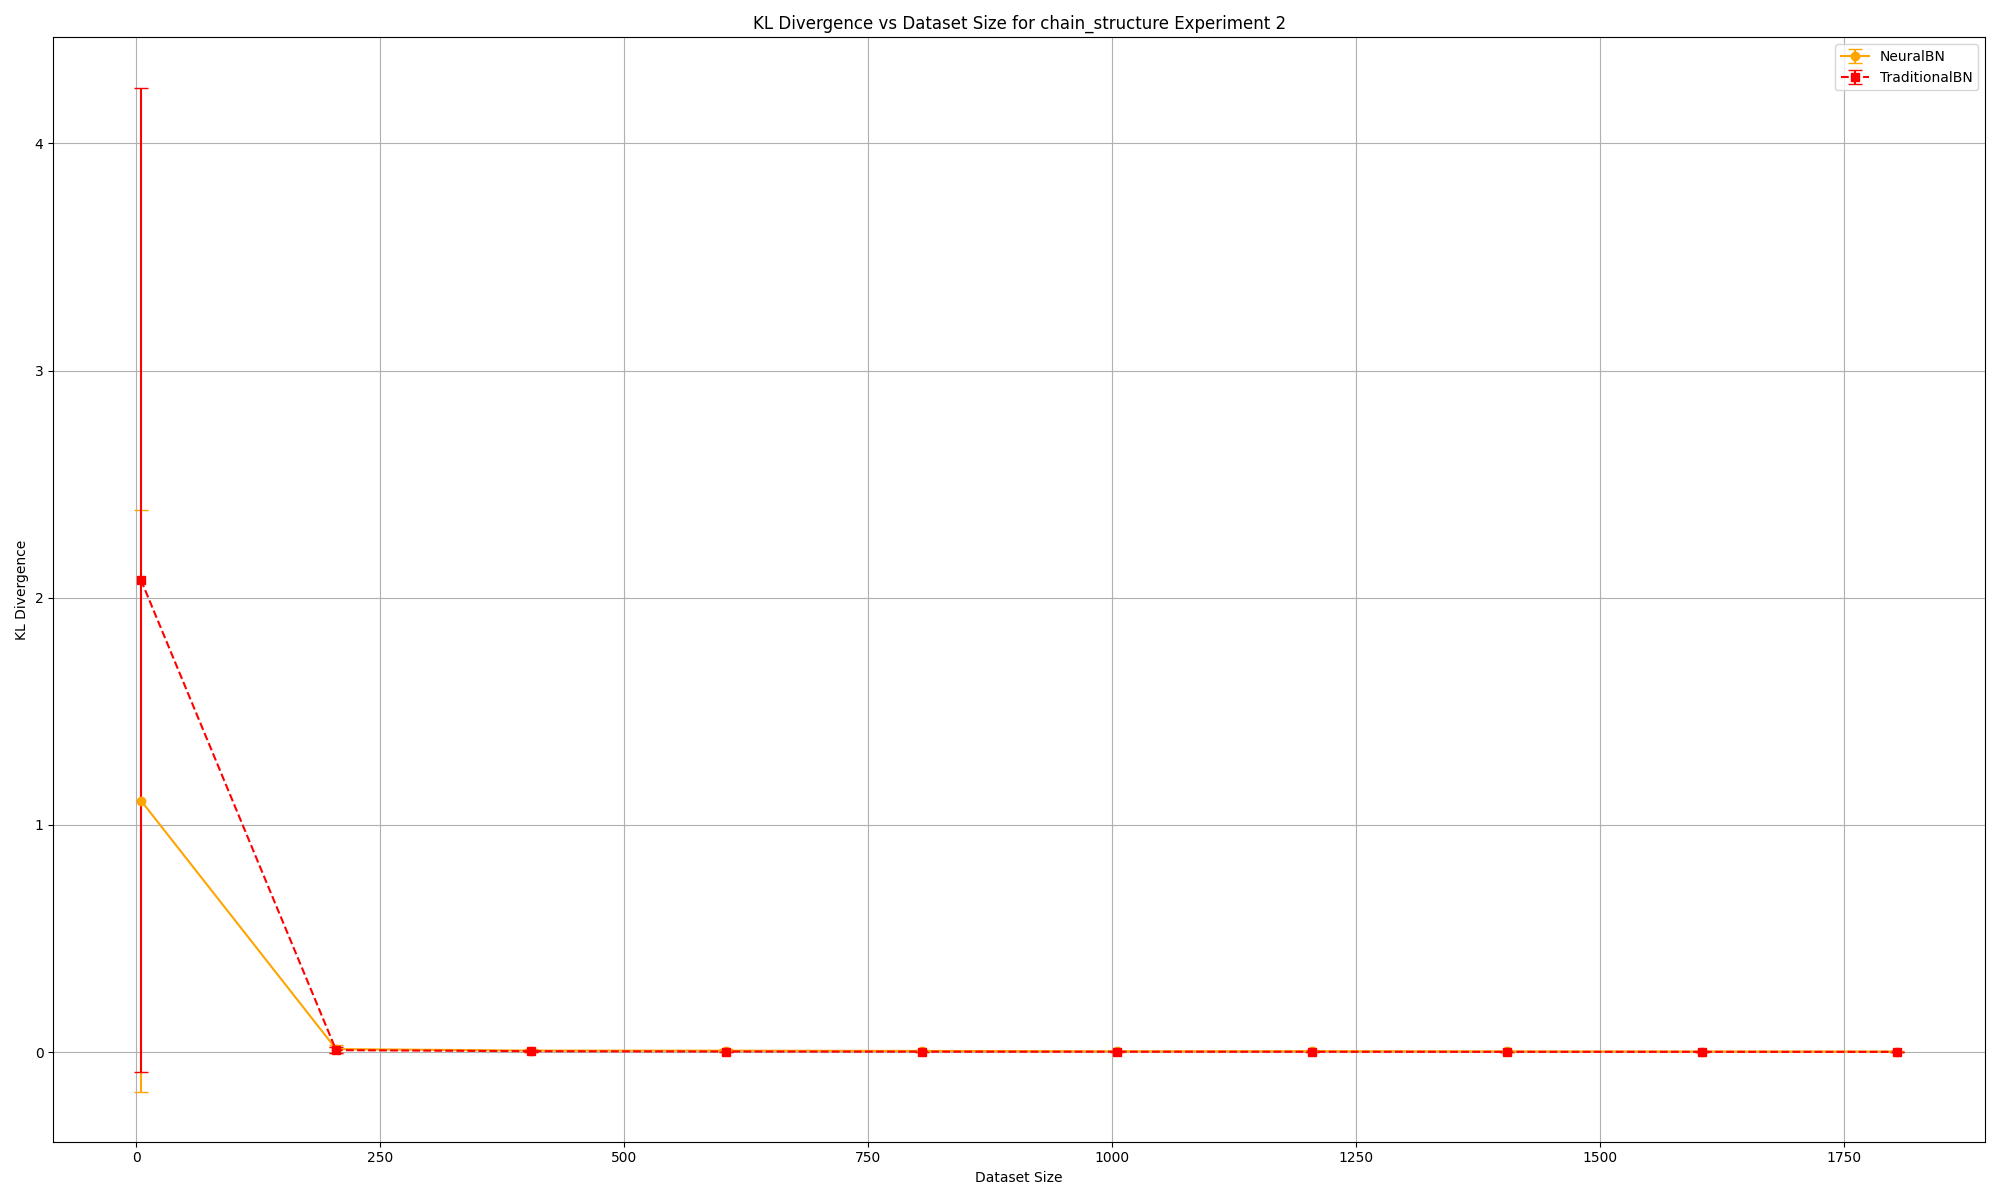 KL Divergence vs Dataset Size for chain_structure Experiment 2
NeuralBN
TraditionalBN
KL Divergence
4
3
2
1
0
0
250
500
750
1000
1250
1500
1750
Dataset Size